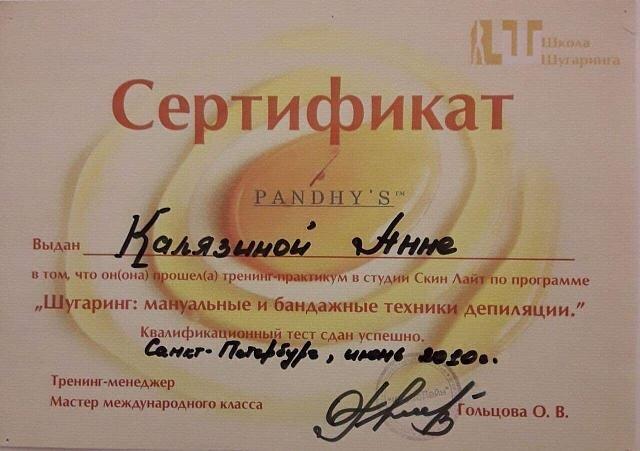 SLT Школа
Шугаринга
Сертификат
PANDHY'S™
Выдан Калязиной Анне
в том, что он(она) прошел(а) тренинг-практикум в студии Скин Лайт по программе
„Шугаринг: мануальные и бандажные техники депиляции.”
Квалификационный тест сдан успешно.
Санкт-Петербург, июнь 2010г.
Тренинг-менеджер
Мастер международного класса
Гольцова О. В.